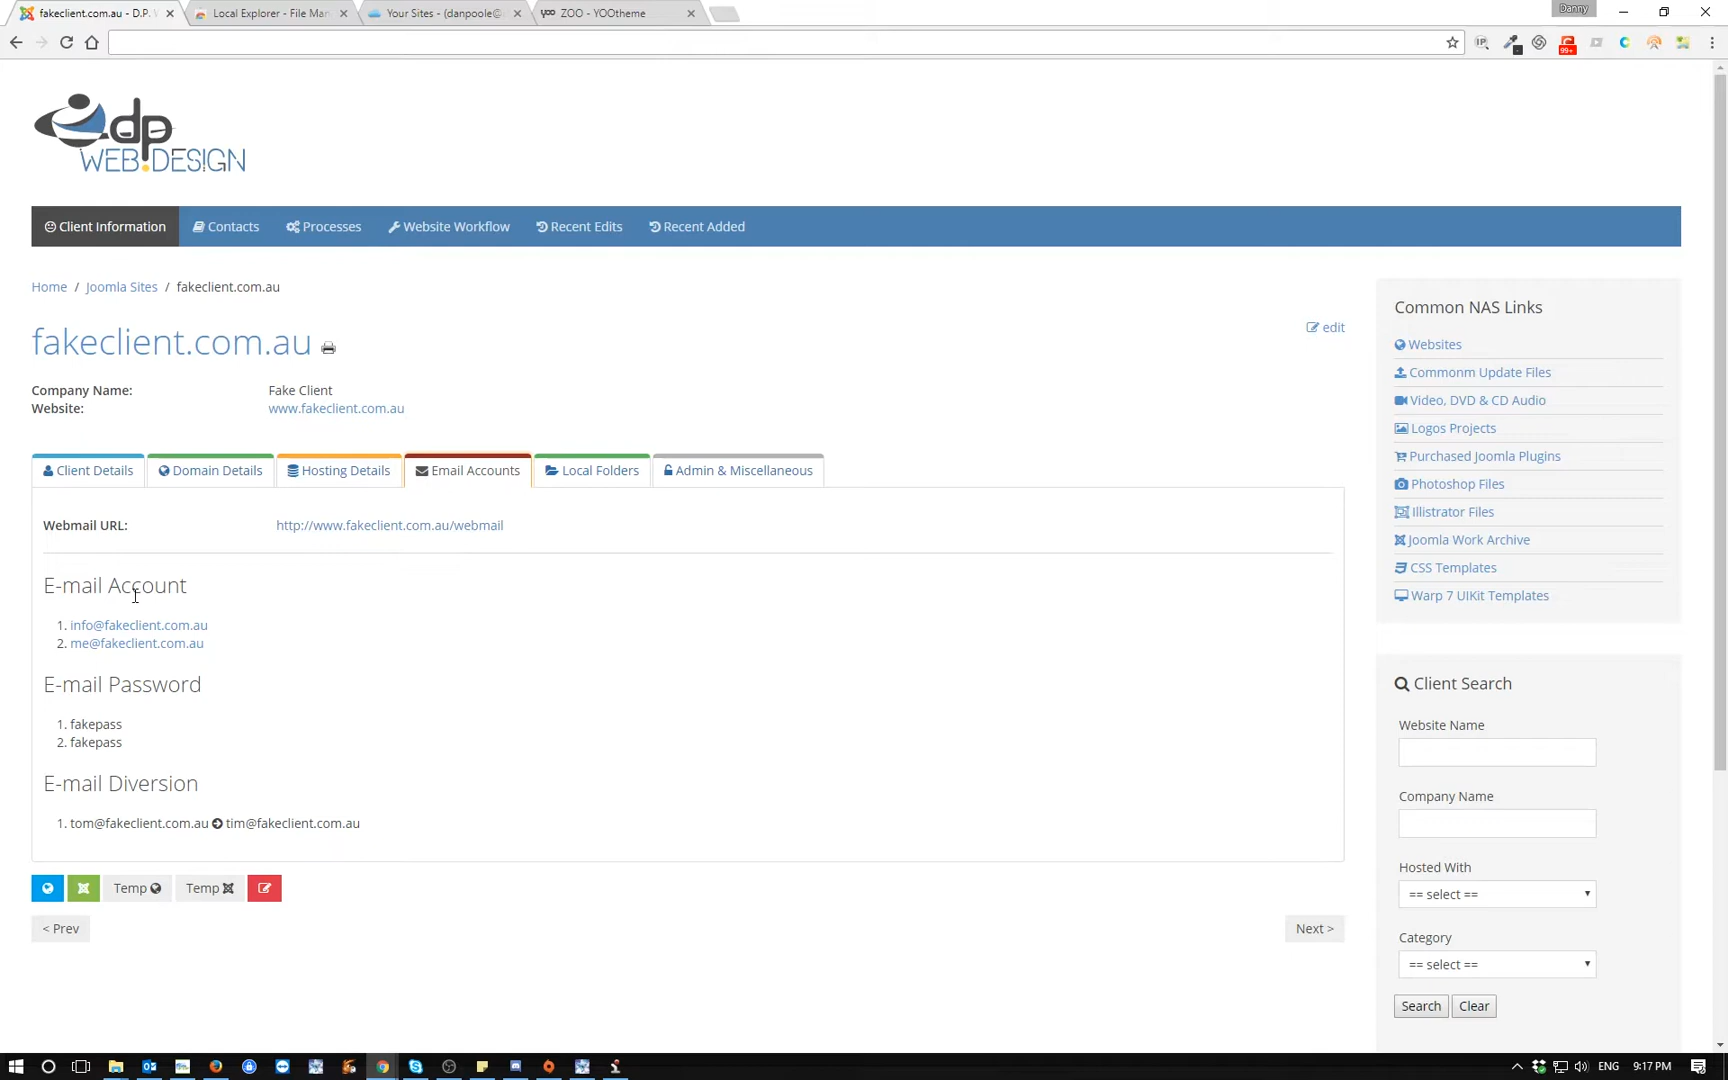 fakeclient.com.au - D.P.
Local Explorer - File Man
Your Sites - (danpoole@
YOO ZOO - YOOtheme
Danny
IP
99+
dp
WEB DESIGN
Client Information
Contacts
Processes
Website Workflow
Recent Edits
Recent Added
Home / Joomla Sites / fakeclient.com.au
fakeclient.com.au
edit
Company Name: Fake Client
Website: www.fakeclient.com.au
Client Details
Domain Details
Hosting Details
Email Accounts
Local Folders
Admin & Miscellaneous
Webmail URL: http://www.fakeclient.com.au/webmail
E-mail Account
1. info@fakeclient.com.au
2. me@fakeclient.com.au
E-mail Password
1. fakepass
2. fakepass
E-mail Diversion
1. tom@fakeclient.com.au tim@fakeclient.com.au
Temp
Temp
< Prev
Next >
Common NAS Links
Websites
Commonm Update Files
Video, DVD & CD Audio
Logos Projects
Purchased Joomla Plugins
Photoshop Files
Illistrator Files
Joomla Work Archive
CSS Templates
Warp 7 UIKit Templates
Client Search
Website Name
Company Name
Hosted With
== select ==
Category
== select ==
Search
Clear
ENG
9:17 PM